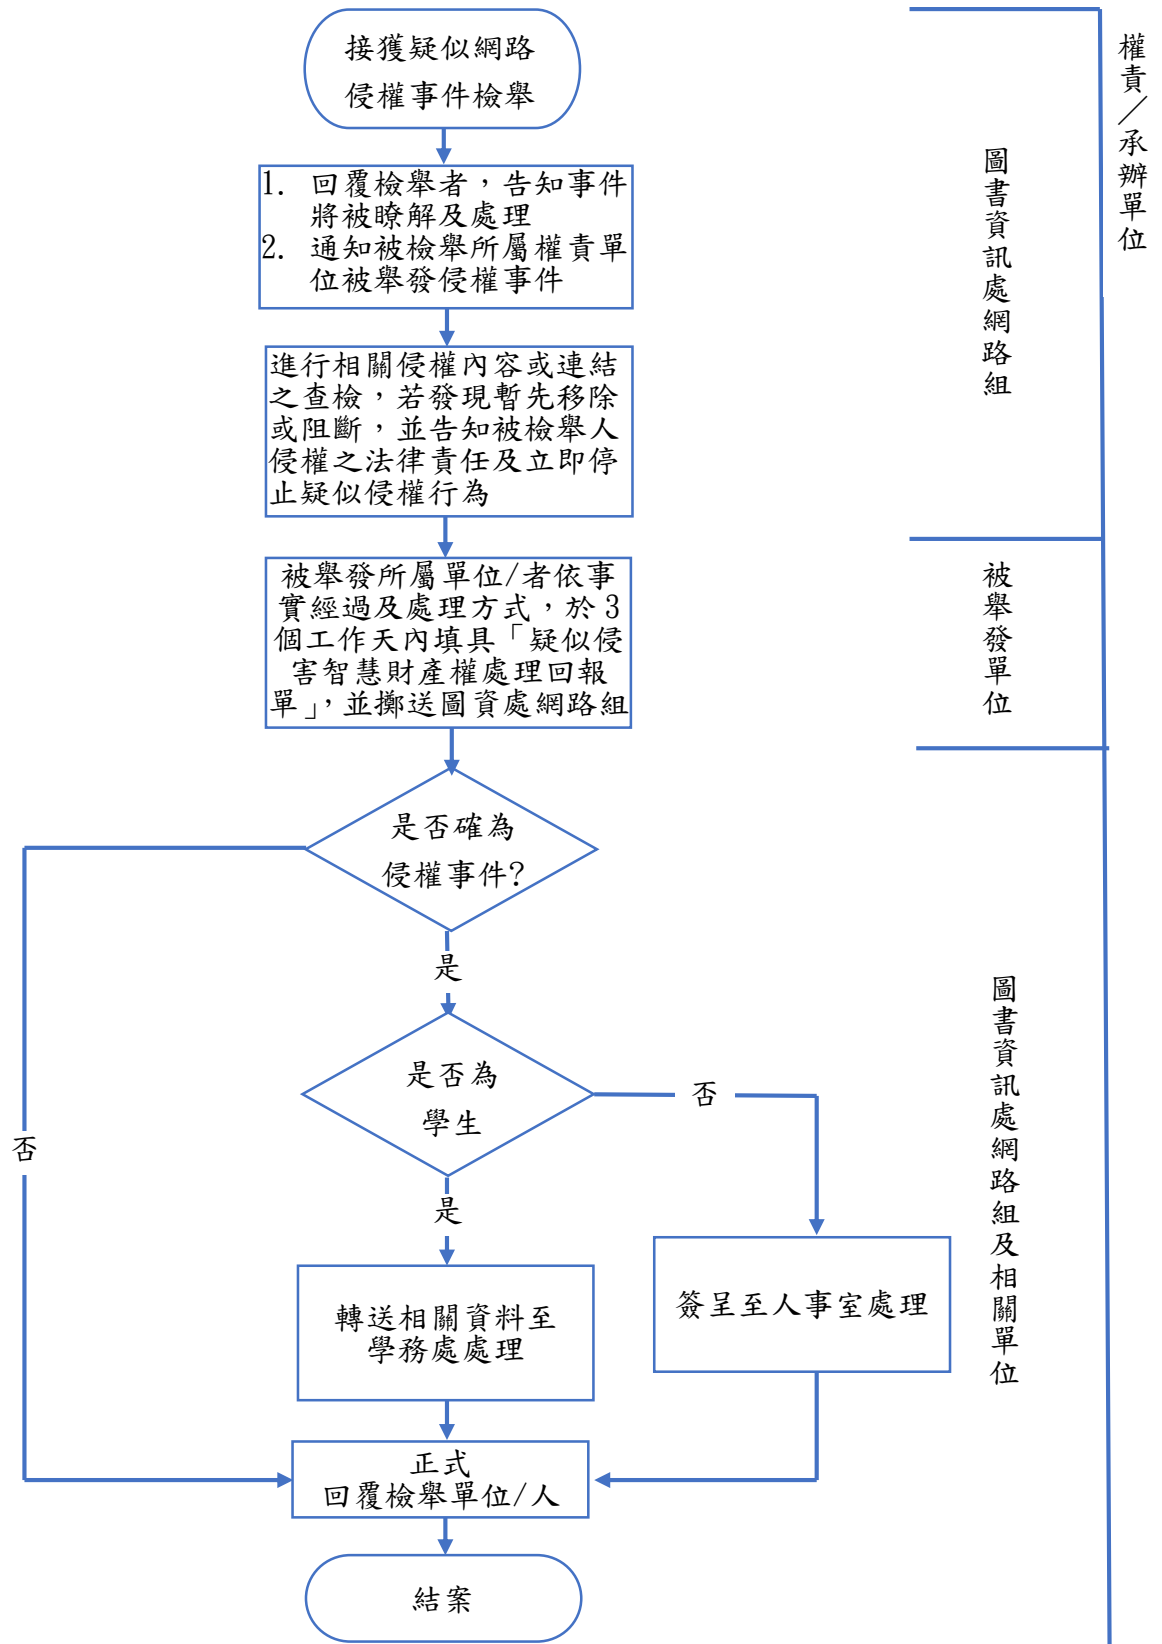 接獲疑似網路
侵權事件檢舉
1. 回覆檢舉者，告知事件
將被瞭解及處理
2. 通知被檢舉所屬權責單
位被舉發侵權事件
進行相關侵權內容或連結
之查檢，若發現暫先移除
或阻斷，並告知被檢舉人
侵權之法律責任及立即停
止疑似侵權行為
被舉發所屬單位/者依事
實經過及處理方式，於3
個工作天內填具「疑似侵
害智慧財產權處理回報
單」，並擲送圖資處網路組
是否確為
侵權事件?
是
否
是否為
學生
否
是
轉送相關資料至
學務處處理
簽呈至人事室處理
正式
回覆檢舉單位/人
結案
權責／承辦單位
圖書資訊處網路組
被舉發單位
圖書資訊處網路組及相關單位